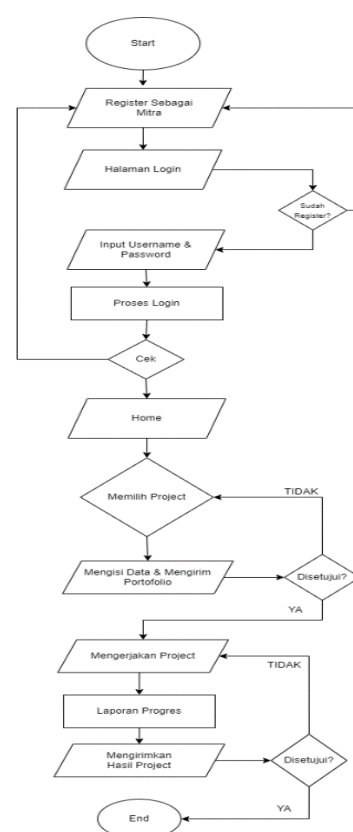 Start
Register Sebagai
Mitra
Halaman Login
Sudah
Register?
Input Username &
Password
Proses Login
Cek
Home
Memilih Project
TIDAK
Mengisi Data & Mengirim
Portofolio
Disetujui?
YA
Mengerjakan Project
TIDAK
Laporan Progres
Mengirimkan
Hasil Project
Disetujui?
YA
End